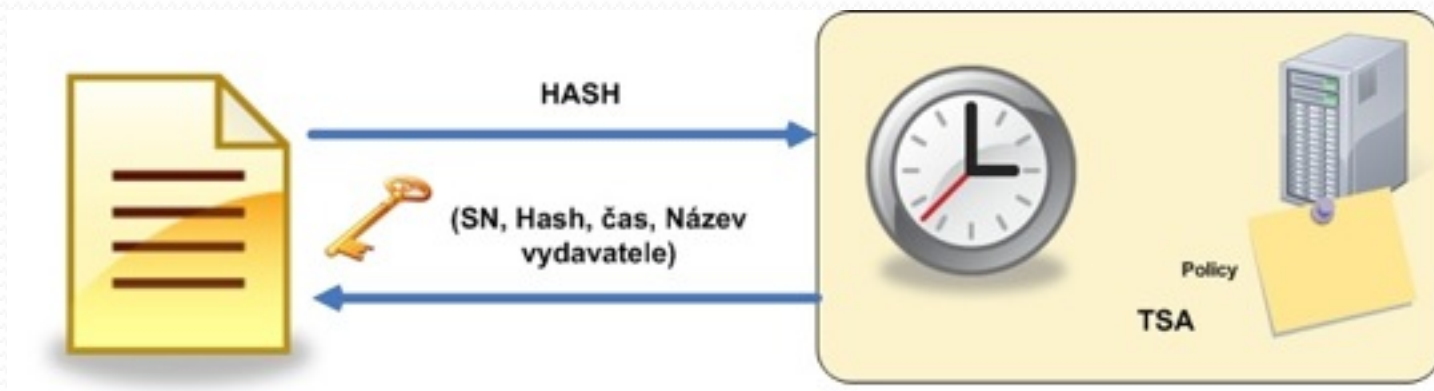 HASH
(SN, Hash, čas, Název
vydavatele)
Policy
TSA